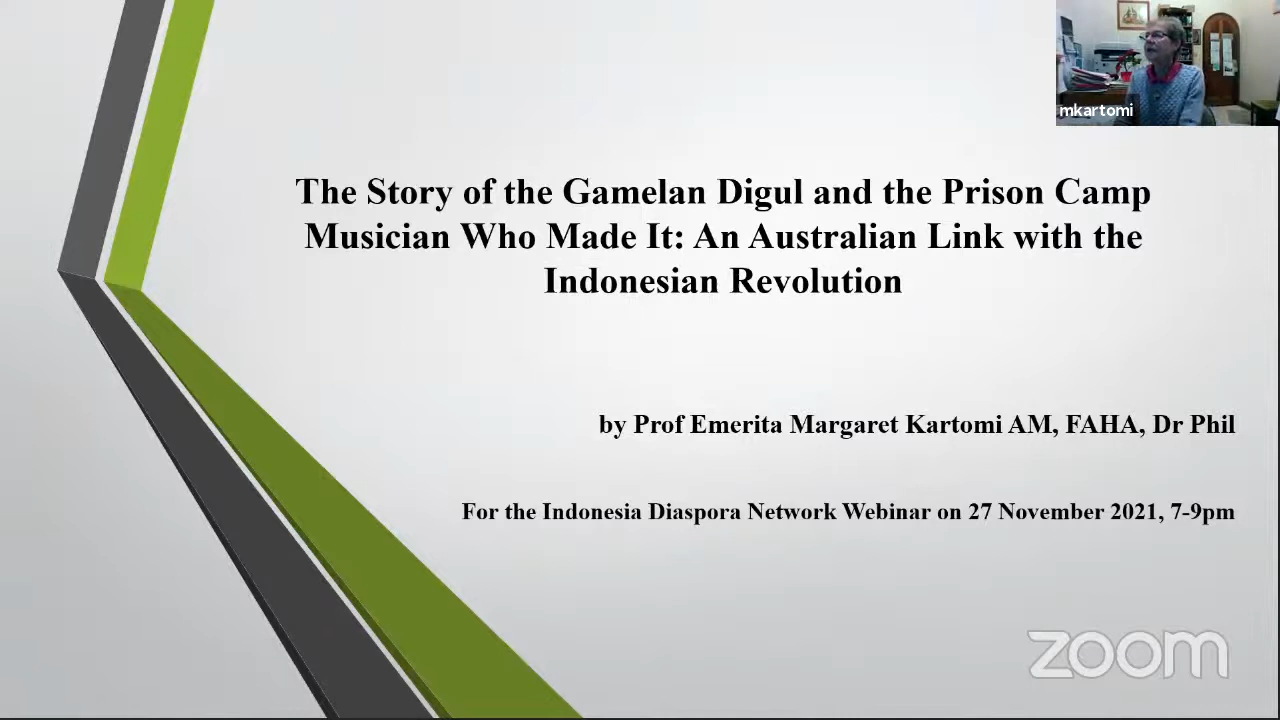 mkartomi
The Story of the Gamelan Digul and the Prison Camp
Musician Who Made It: An Australian Link with the
Indonesian Revolution
by Prof Emerita Margaret Kartomi AM, FAHA, Dr Phil
For the Indonesia Diaspora Network Webinar on 27 November 2021, 7-9pm
zoom